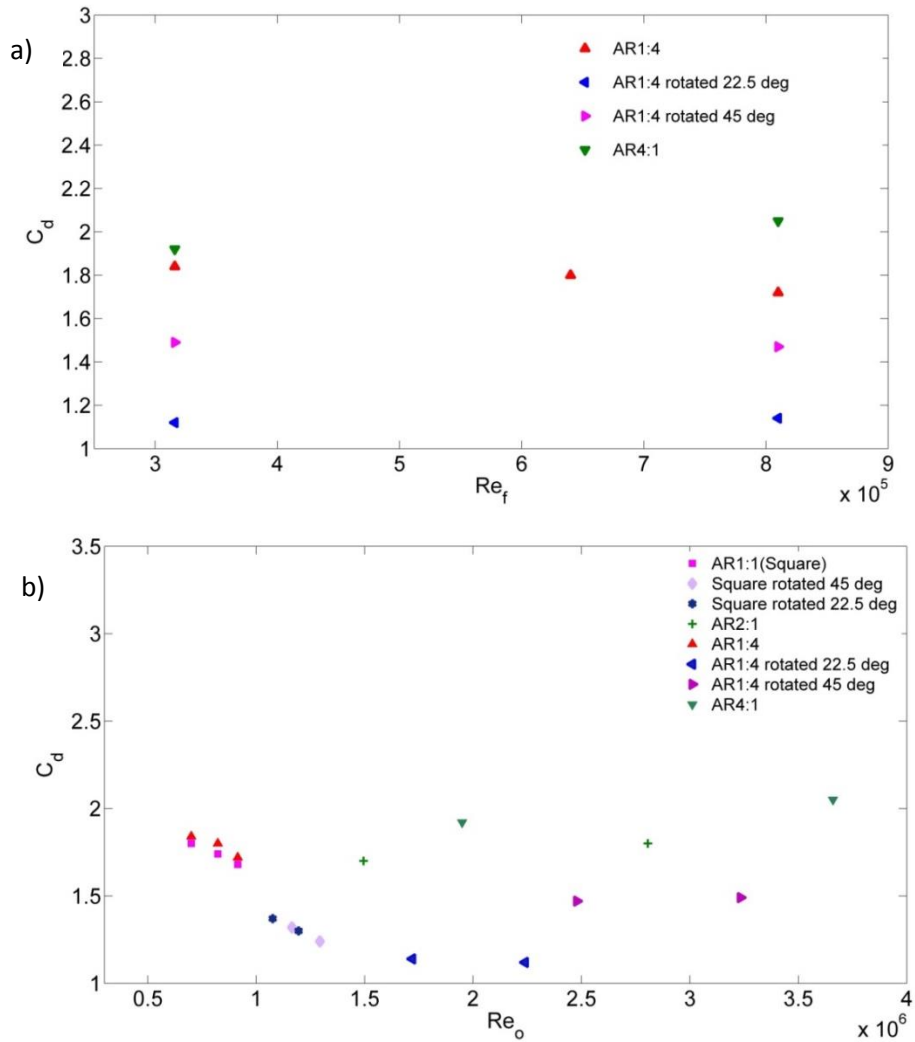 a)
3
2.8
2.6
2.4
2.2
2
1.8
1.6
1.4
1.2
1
C_d
AR1:4
AR1:4 rotated 22.5 deg
AR1:4 rotated 45 deg
AR4:1
3 4 5 6 7 8 9
Re_f
x 10^5
b)
3.5
3
2.5
2
1.5
1
C_d
AR1:1(Square)
Square rotated 45 deg
Square rotated 22.5 deg
AR2:1
AR1:4
AR1:4 rotated 22.5 deg
AR1:4 rotated 45 deg
AR4:1
0.5 1 1.5 2 2.5 3 3.5 4
Re_o
x 10^6